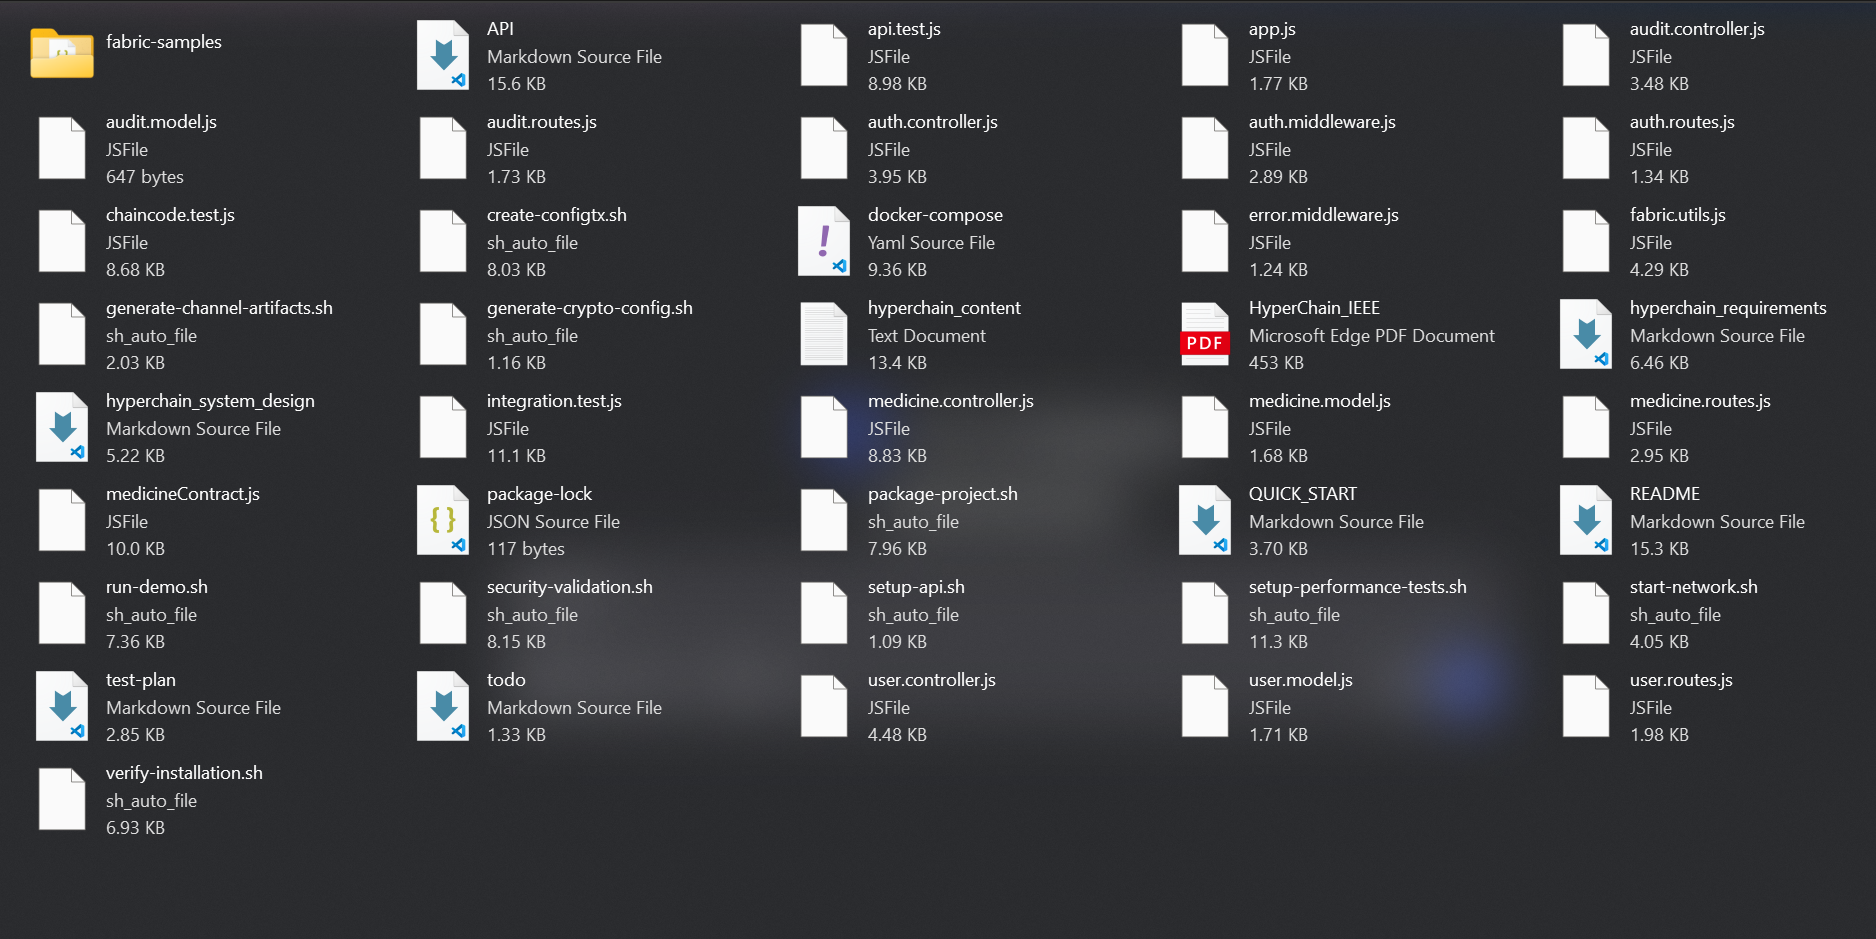 fabric-samples
API
Markdown Source File
15.6 KB
api.test.js
JSFile
8.98 KB
app.js
JSFile
1.77 KB
audit.controller.js
JSFile
3.48 KB
audit.model.js
JSFile
647 bytes
audit.routes.js
JSFile
1.73 KB
auth.controller.js
JSFile
3.95 KB
auth.middleware.js
JSFile
2.89 KB
auth.routes.js
JSFile
1.34 KB
chaincode.test.js
JSFile
8.68 KB
create-configtx.sh
sh_auto_file
8.03 KB
!
docker-compose
Yaml Source File
9.36 KB
error.middleware.js
JSFile
1.24 KB
fabric.utils.js
JSFile
4.29 KB
generate-channel-artifacts.sh
sh_auto_file
2.03 KB
generate-crypto-config.sh
sh_auto_file
1.16 KB
hyperchain_content
Text Document
13.4 KB
PDF
HyperChain_IEEE
Microsoft Edge PDF Document
453 KB
hyperchain_requirements
Markdown Source File
6.46 KB
hyperchain_system_design
Markdown Source File
5.22 KB
integration.test.js
JSFile
11.1 KB
medicine.controller.js
JSFile
8.83 KB
medicine.model.js
JSFile
1.68 KB
medicine.routes.js
JSFile
2.95 KB
medicineContract.js
JSFile
10.0 KB
{}
package-lock
JSON Source File
117 bytes
package-project.sh
sh_auto_file
7.96 KB
QUICK_START
Markdown Source File
3.70 KB
README
Markdown Source File
15.3 KB
run-demo.sh
sh_auto_file
7.36 KB
security-validation.sh
sh_auto_file
8.15 KB
setup-api.sh
sh_auto_file
1.09 KB
setup-performance-tests.sh
sh_auto_file
11.3 KB
start-network.sh
sh_auto_file
4.05 KB
test-plan
Markdown Source File
2.85 KB
todo
Markdown Source File
1.33 KB
user.controller.js
JSFile
4.48 KB
user.model.js
JSFile
1.71 KB
user.routes.js
JSFile
1.98 KB
verify-installation.sh
sh_auto_file
6.93 KB